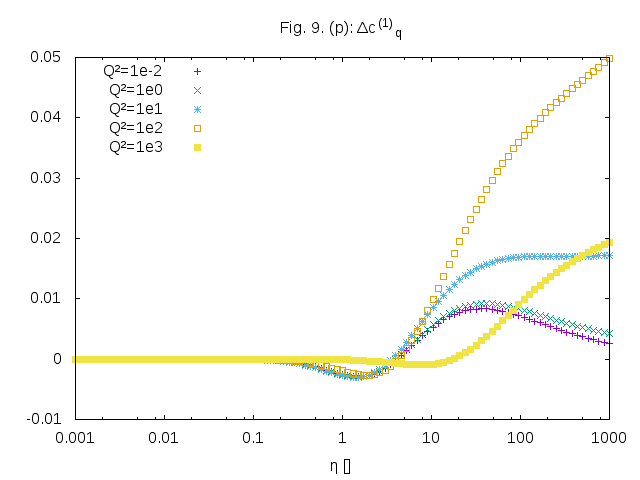 Fig. 9. (p): Δc⁽¹⁾q
0.05
0.04
0.03
0.02
0.01
0
-0.01
Q²=1e-2
Q²=1e0
Q²=1e1
Q²=1e2
Q²=1e3
0.001 0.01 0.1 1 10 100 1000
η []